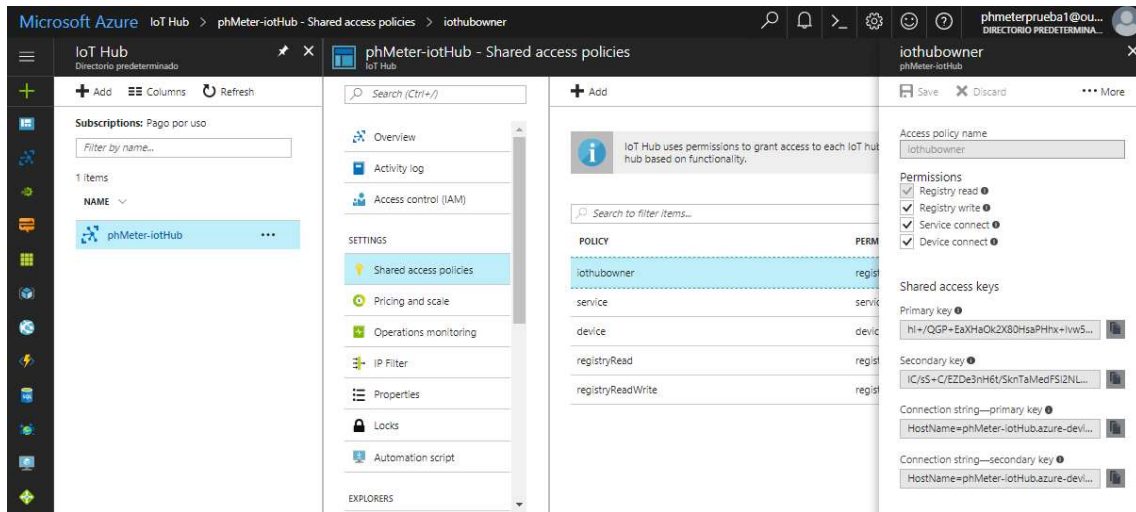 Microsoft Azure IoT Hub > phMeter-iotHub - Shared access policies > iothubowner
phmeterprueba1@ou...
DIRECTORIO PREDETERMINA...
IoT Hub
Directorio predeterminado
Add Columns Refresh
Subscriptions: Pago por uso
Filter by name...
1 items
NAME
phMeter-iotHub ...
phMeter-iotHub - Shared access policies
IoT Hub
Search (Ctrl+/)
Overview
Activity log
Access control (IAM)
SETTINGS
Shared access policies
Pricing and scale
Operations monitoring
IP Filter
Properties
Locks
Automation script
EXPLORERS
Add
IoT Hub uses permissions to grant access to each IoT hub
hub based on functionality.
Search to filter items...
POLICY PERM
iothubowner regist
service servic
device devic
registryRead regist
registryReadWrite regist
iothubowner
phMeter-iotHub
Save Discard ... More
Access policy name
iothubowner
Permissions
Registry read
Registry write
Service connect
Device connect
Shared access keys
Primary key
hI+/QGP+EaXHaOk2X80HsaPHhx+Ivw5...
Secondary key
IC/sS+C/EZDe3nH6t/SknTaMedFSI2NL...
Connection string—primary key
HostName=phMeter-iotHub.azure-devi...
Connection string—secondary key
HostName=phMeter-iotHub.azure-devi...